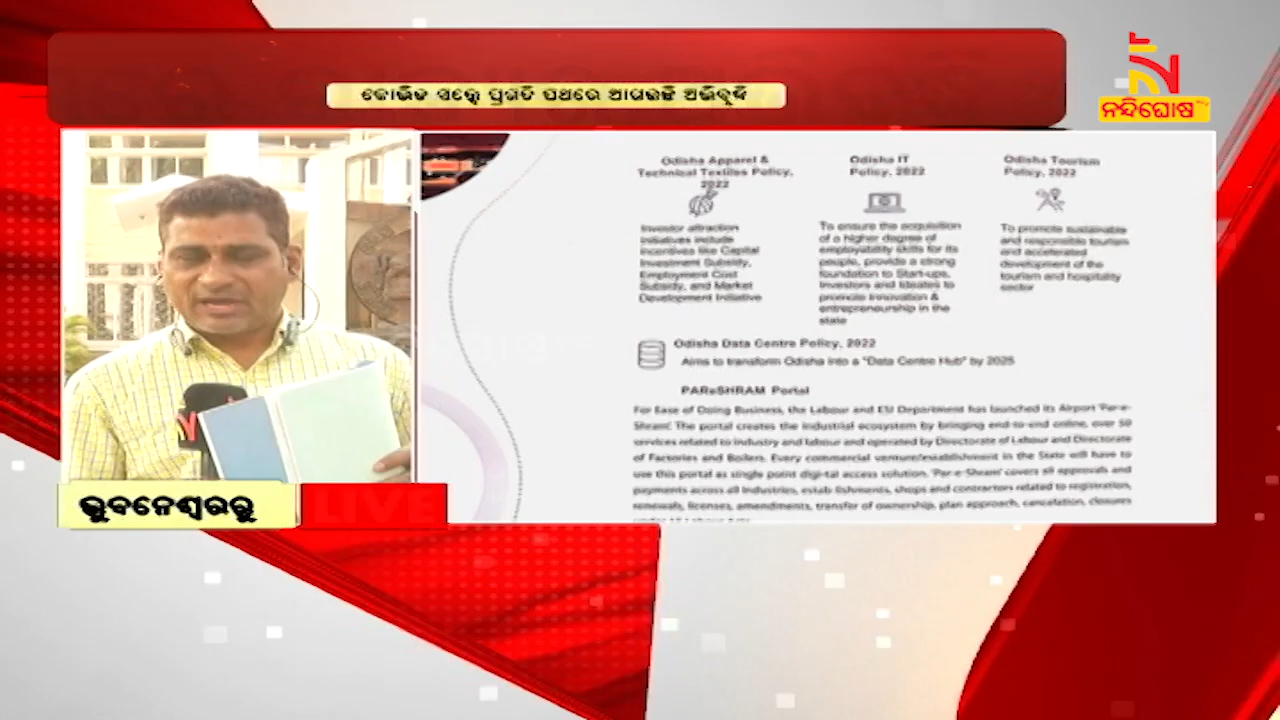 କୋଭିଡ ସତ୍ତ୍ୱେ ପ୍ରଗତି ପଥରେ ଆଗଉଛି ଅଭିବୃଦ୍ଧି
ନନ୍ଦିଘୋଷ
Odisha Apparel &
Technical Textiles Policy,
2022
Investor attraction
initiatives include
incentives like Capital
Investment Subsidy,
Employment Cost
Subsidy, and Market
Development Initiative
Odisha IT
Policy, 2022
To ensure the acquisition
of a higher degree of
employability skills for its
people, provide a strong
foundation to Start-ups,
Investors and Ideates to
promote Innovation &
entrepreneurship in the
state
Odisha Tourism
Policy, 2022
To promote sustainable
and responsible tourism
and accelerated
development of the
tourism and hospitality
sector
Odisha Data Centre Policy, 2022
Aims to transform Odisha into a "Data Centre Hub" by 2025
PAReSHRAM Portal
For Ease of Doing Business, the Labour and ESI Department has launched its Airport 'Par-e-
Shram'. The portal creates the industrial ecosystem by bringing end-to-end online, over 50
services related to industry and labour and operated by Directorate of Labour and Directorate
of Factories and Boilers. Every commercial venture/establishment in the State will have to
use this portal as single point digi-tal access solution. 'Par-e-Shram' covers all approvals and
payments across all industries, estab lishments, shops and contractors related to registration,
renewals, licenses, amendments, transfer of ownership, plan approach, cancelation, closures
ଭୁବନେଶ୍ୱରରୁ
LIVE